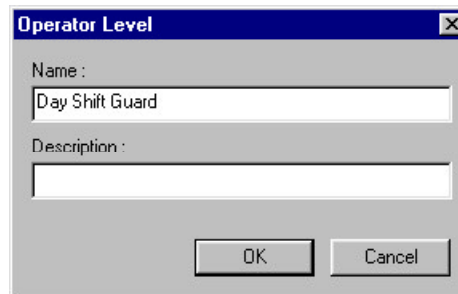 Operator Level
Name :
Day Shift Guard
Description :
OK Cancel